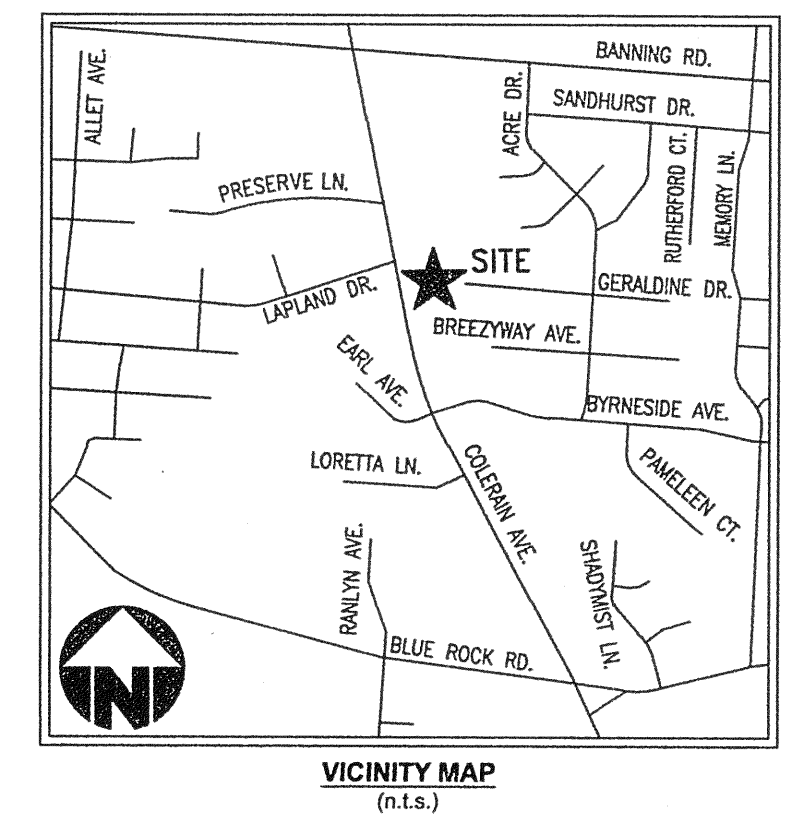 BANNING RD.
ALLET AVE.
ACRE DR.
SANDHURST DR.
RUTHERFORD CT.
MEMORY LN.
PRESERVE LN.
SITE
GERALDINE DR.
LAPLAND DR.
BREEZYWAY AVE.
EARL AVE.
BYRNESIDE AVE.
LORETTA LN.
COLERAIN AVE.
PAMELEEN CT.
RANLYN AVE.
SHADYMIST LN.
BLUE ROCK RD.
N
VICINITY MAP
(n.t.s.)